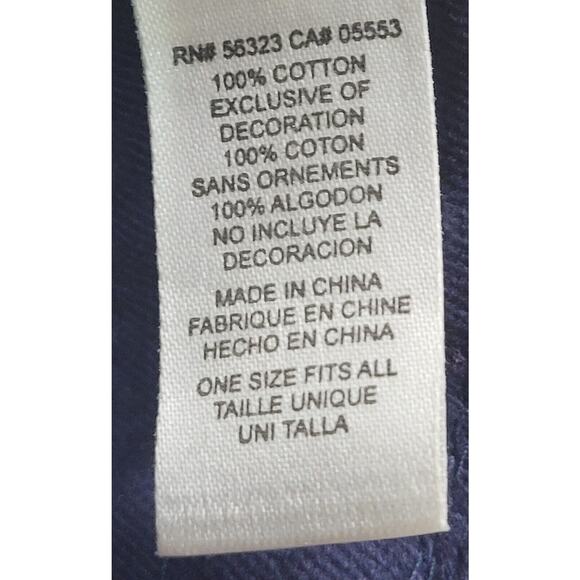 RN# 56323 CA# 05553
100% COTTON
EXCLUSIVE OF
DECORATION
100% COTON
SANS ORNEMENTS
100% ALGODON
NO INCLUYE LA
DECORACION
MADE IN CHINA
FABRIQUE EN CHINE
HECHO EN CHINA
ONE SIZE FITS ALL
TAILLE UNIQUE
UNI TALLA